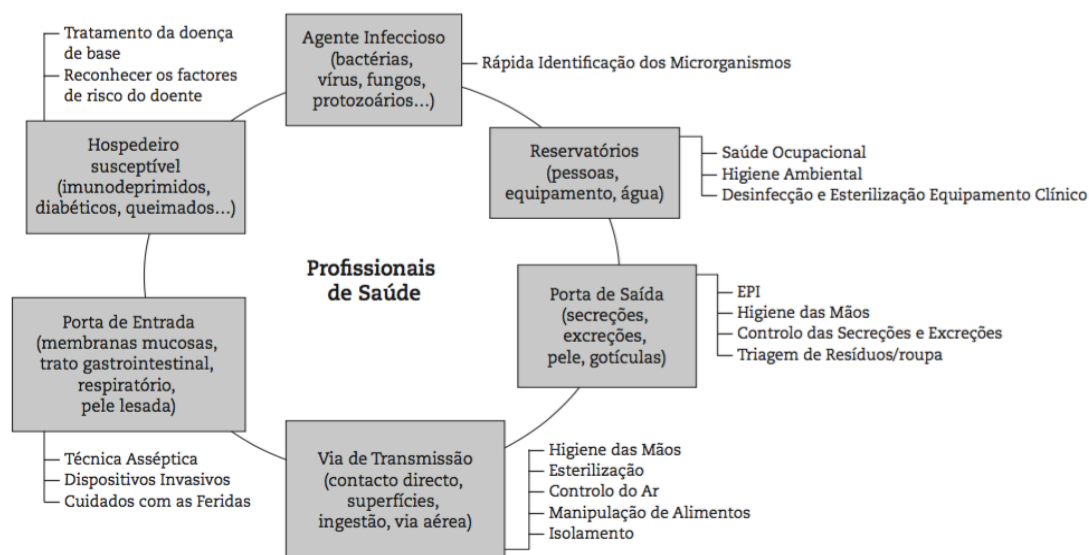 Tratamento da doença
de base
Reconhecer os factores
de risco do doente
Agente Infeccioso
(bactérias,
vírus, fungos,
protozoários...)
Rápida Identificação dos Microrganismos
Hospedeiro
susceptível
(imunodeprimidos,
diabéticos, queimados...)
Reservatórios
(pessoas,
equipamento, água)
Saúde Ocupacional
Higiene Ambiental
Desinfecção e Esterilização Equipamento Clínico
Profissionais
de Saúde
Porta de Saída
(secreções,
excreções,
pele, gotículas)
EPI
Higiene das Mãos
Controlo das Secreções e Excreções
Triagem de Resíduos/roupa
Porta de Entrada
(membranas mucosas,
trato gastrointestinal,
respiratório,
pele lesada)
Técnica Asséptica
Dispositivos Invasivos
Cuidados com as Feridas
Via de Transmissão
(contacto directo,
superfícies,
ingestão, via aérea)
Higiene das Mãos
Esterilização
Controlo do Ar
Manipulação de Alimentos
Isolamento